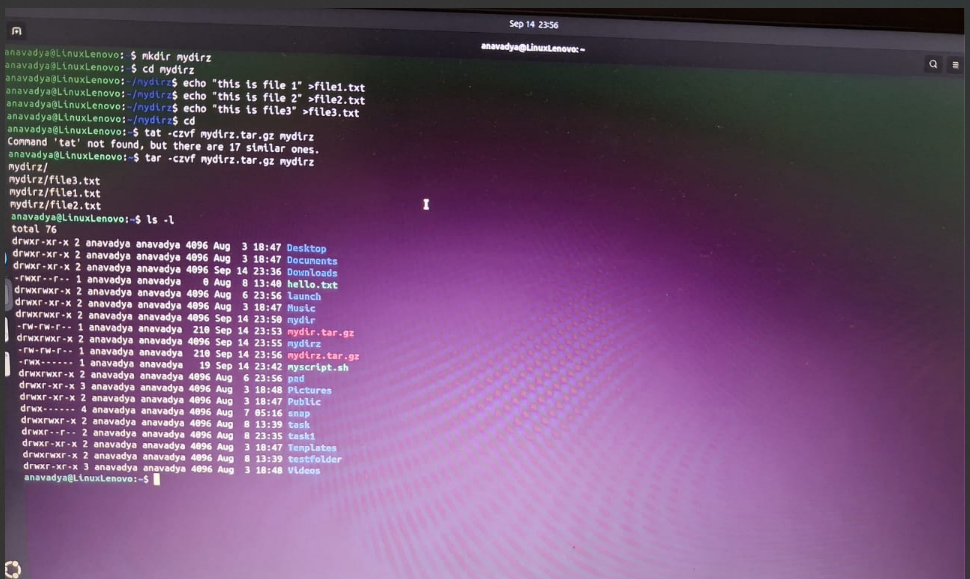 Sep 14 23:56
anavadya@LinuxLenovo: ~
anavadya@LinuxLenovo:~$ mkdir mydirz
anavadya@LinuxLenovo:~$ cd mydirz
anavadya@LinuxLenovo:~/mydirz$ echo "this is file 1" >file1.txt
anavadya@LinuxLenovo:~/mydirz$ echo "this is file 2" >file2.txt
anavadya@LinuxLenovo:~/mydirz$ echo "this is file3" >file3.txt
anavadya@LinuxLenovo:~/mydirz$ cd
anavadya@LinuxLenovo:~$ tat -czvf mydirz.tar.gz mydirz
Command 'tat' not found, but there are 17 similar ones.
anavadya@LinuxLenovo:~$ tar -czvf mydirz.tar.gz mydirz
mydirz/
mydirz/file3.txt
mydirz/file1.txt
mydirz/file2.txt
anavadya@LinuxLenovo:~$ ls -l
total 76
drwxr-xr-x 2 anavadya anavadya 4096 Aug  3 18:47 Desktop
drwxr-xr-x 2 anavadya anavadya 4096 Aug  3 18:47 Documents
drwxr-xr-x 2 anavadya anavadya 4096 Sep 14 23:36 Downloads
-rwxr--r-- 1 anavadya anavadya    0 Aug  8 13:40 hello.txt
drwxrwxr-x 2 anavadya anavadya 4096 Aug  6 23:56 launch
drwxr-xr-x 2 anavadya anavadya 4096 Aug  3 18:47 Music
drwxrwxr-x 2 anavadya anavadya 4096 Sep 14 23:50 mydir
-rw-rw-r-- 1 anavadya anavadya  210 Sep 14 23:53 mydir.tar.gz
drwxrwxr-x 2 anavadya anavadya 4096 Sep 14 23:55 mydirz
-rw-rw-r-- 1 anavadya anavadya  210 Sep 14 23:56 mydirz.tar.gz
-rwx------ 1 anavadya anavadya   19 Sep 14 23:42 myscript.sh
drwxrwxr-x 2 anavadya anavadya 4096 Aug  6 23:56 pad
drwxr-xr-x 3 anavadya anavadya 4096 Aug  3 18:48 Pictures
drwxr-xr-x 2 anavadya anavadya 4096 Aug  3 18:47 Public
drwx------ 4 anavadya anavadya 4096 Aug  7 05:16 snap
drwxrwxr-x 2 anavadya anavadya 4096 Aug  8 13:39 task
drwxr--r-- 2 anavadya anavadya 4096 Aug  8 23:35 task1
drwxr-xr-x 2 anavadya anavadya 4096 Aug  3 18:47 Templates
drwxrwxr-x 2 anavadya anavadya 4096 Aug  8 13:39 testfolder
drwxr-xr-x 3 anavadya anavadya 4096 Aug  3 18:48 Videos
anavadya@LinuxLenovo:~$